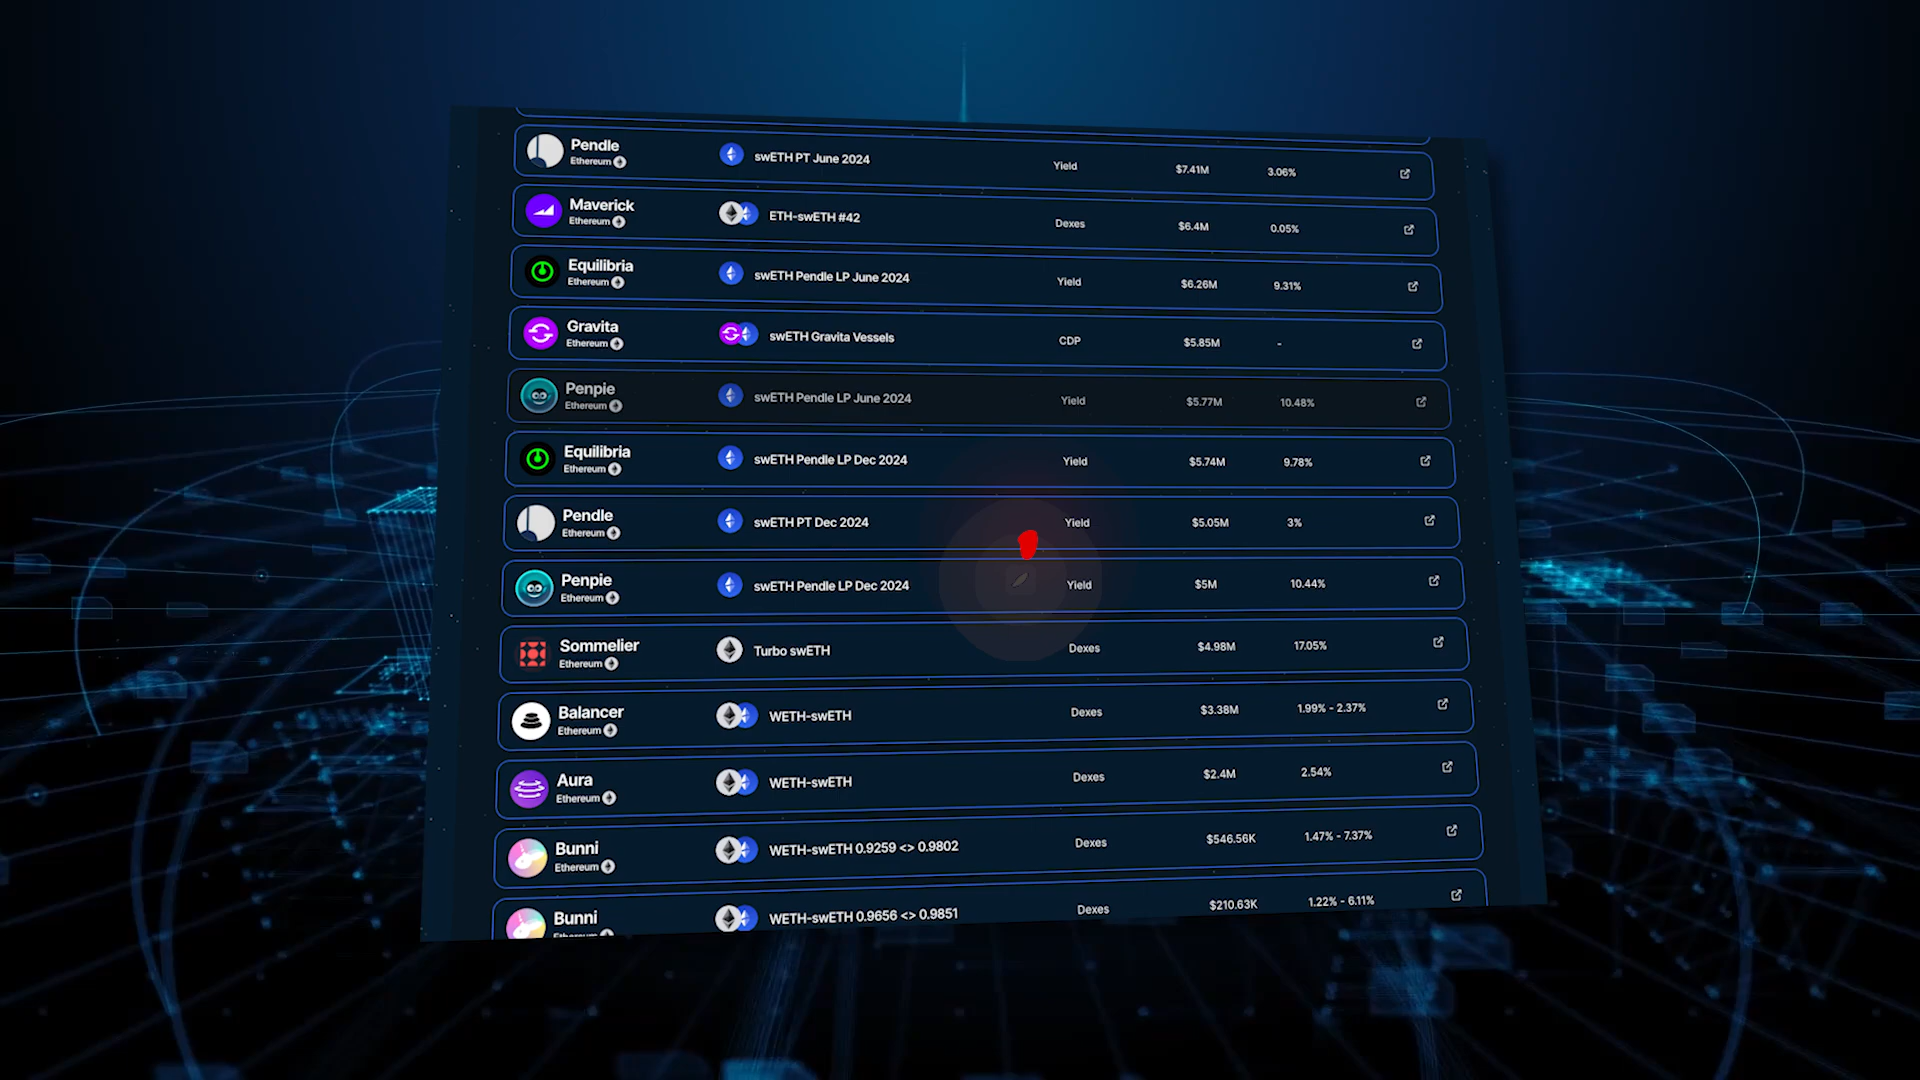 Pendle
Ethereum
swETH PT June 2024
Yield
$7.41M
3.06%
Maverick
Ethereum
ETH-swETH #42
Dexes
$6.4M
0.05%
Equilibria
Ethereum
swETH Pendle LP June 2024
Yield
$6.26M
9.31%
Gravita
Ethereum
swETH Gravita Vessels
CDP
$5.85M
-
Penpie
Ethereum
swETH Pendle LP June 2024
Yield
$5.77M
10.48%
Equilibria
Ethereum
swETH Pendle LP Dec 2024
Yield
$5.74M
9.78%
Pendle
Ethereum
swETH PT Dec 2024
Yield
$5.05M
3%
Penpie
Ethereum
swETH Pendle LP Dec 2024
Yield
$5M
10.44%
Sommelier
Ethereum
Turbo swETH
Dexes
$4.98M
17.05%
Balancer
Ethereum
WETH-swETH
Dexes
$3.38M
1.99% - 2.37%
Aura
Ethereum
WETH-swETH
Dexes
$2.4M
2.54%
Bunni
Ethereum
WETH-swETH 0.9259 <> 0.9802
Dexes
$546.56K
1.47% - 7.37%
Bunni
Ethereum
WETH-swETH 0.9656 <> 0.9851
Dexes
$210.63K
1.22% - 6.11%